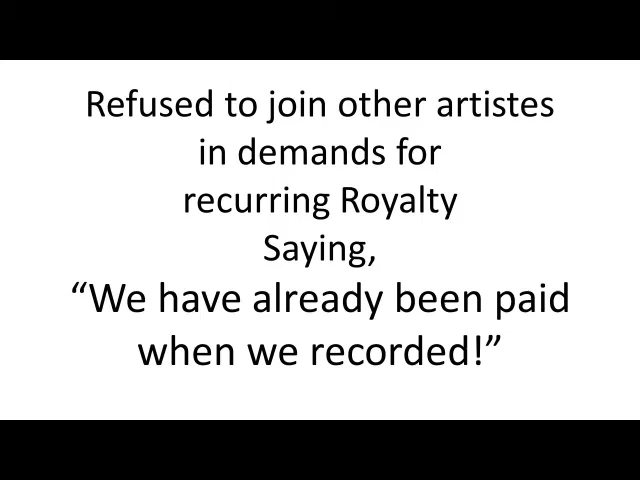 Refused to join other artistes
in demands for
recurring Royalty
Saying,
“We have already been paid
when we recorded!”